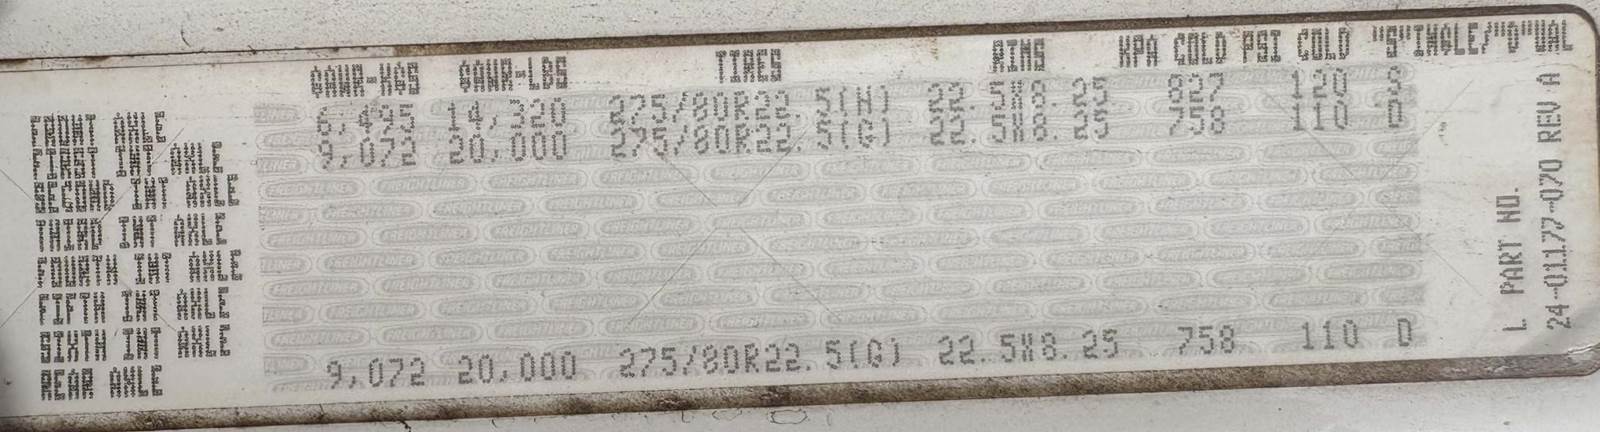 GAWR-KGS GAWR-LBS TIRES RIMS KPA COLD PSI COLD "S"INGLE/"D"UAL
FRONT AXLE 6,495 14,320 275/80R22.5(H) 22.5X8.25 827 120 S
FIRST INT AXLE 9,072 20,000 275/80R22.5(G) 22.5X8.25 758 110 D
SECOND INT AXLE
THIRD INT AXLE
FOURTH INT AXLE
FIFTH INT AXLE
SIXTH INT AXLE
REAR AXLE 9,072 20,000 275/80R22.5(G) 22.5X8.25 758 110 D
L PART NO.
24-01177-070 REV A
FREIGHTLINER